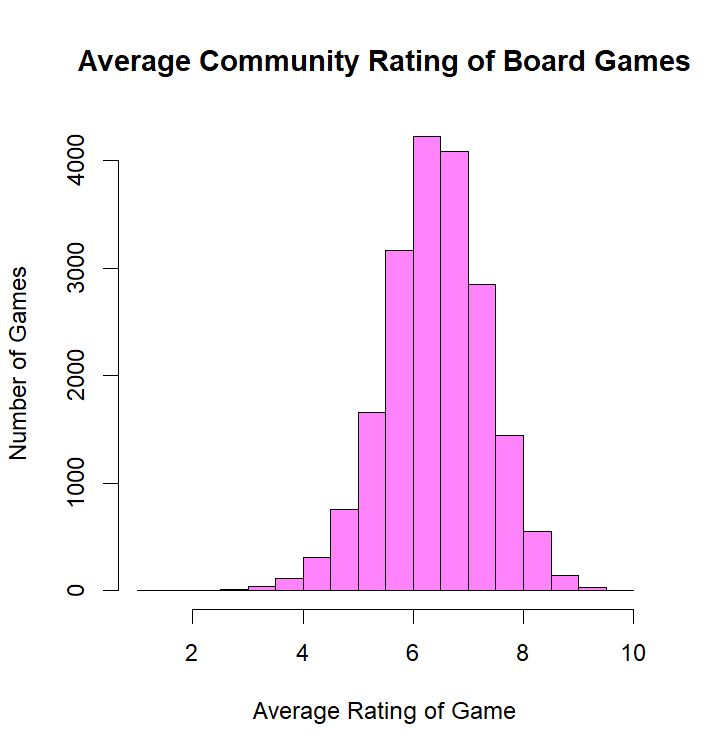 Average Community Rating of Board Games
4000
3000
2000
1000
0
Number of Games
2 4 6 8 10
Average Rating of Game